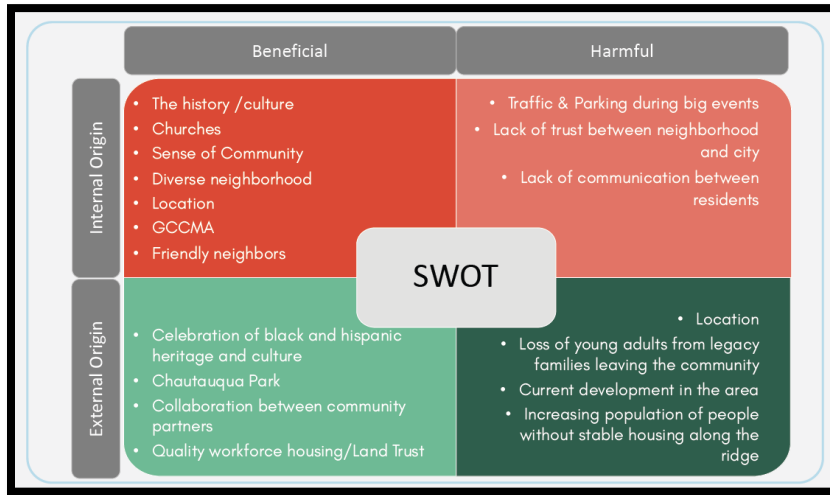 Beneficial
Harmful
Internal Origin
• The history /culture
• Churches
• Sense of Community
• Diverse neighborhood
• Location
• GCCMA
• Friendly neighbors
• Traffic & Parking during big events
• Lack of trust between neighborhood
and city
• Lack of communication between
residents
SWOT
External Origin
• Celebration of black and hispanic
heritage and culture
• Chautauqua Park
• Collaboration between community
partners
• Quality workforce housing/Land Trust
• Location
• Loss of young adults from legacy
families leaving the community
• Current development in the area
• Increasing population of people
without stable housing along the
ridge